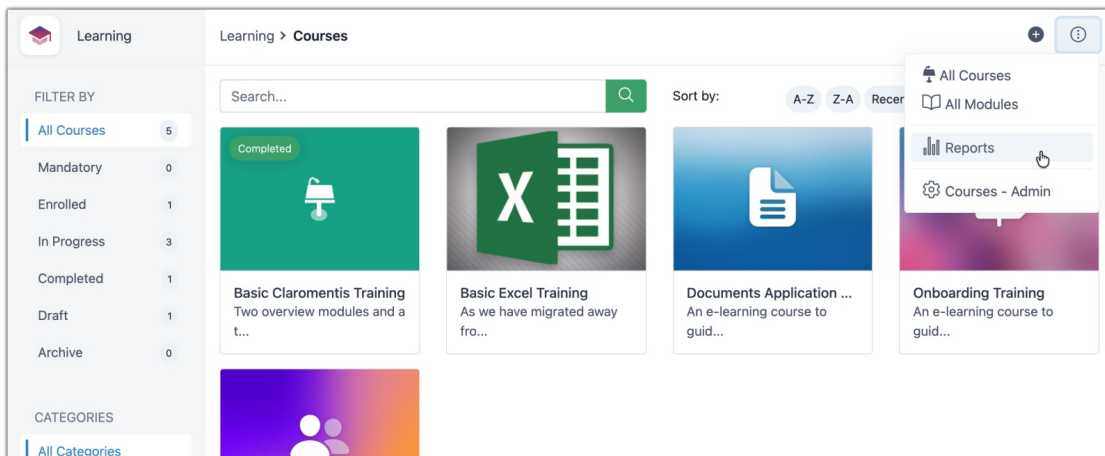 Learning
Learning > Courses
All Courses
All Modules
Reports
Courses - Admin
FILTER BY
All Courses 5
Mandatory 0
Enrolled 1
In Progress 3
Completed 1
Draft 1
Archive 0
CATEGORIES
All Categories
Search...
Sort by:
A-Z
Z-A
Recen
Completed
X
Basic Claromentis Training
Two overview modules and a
t...
Basic Excel Training
As we have migrated away
fro...
Documents Application ...
An e-learning course to
guid...
Onboarding Training
An e-learning course to
guid...